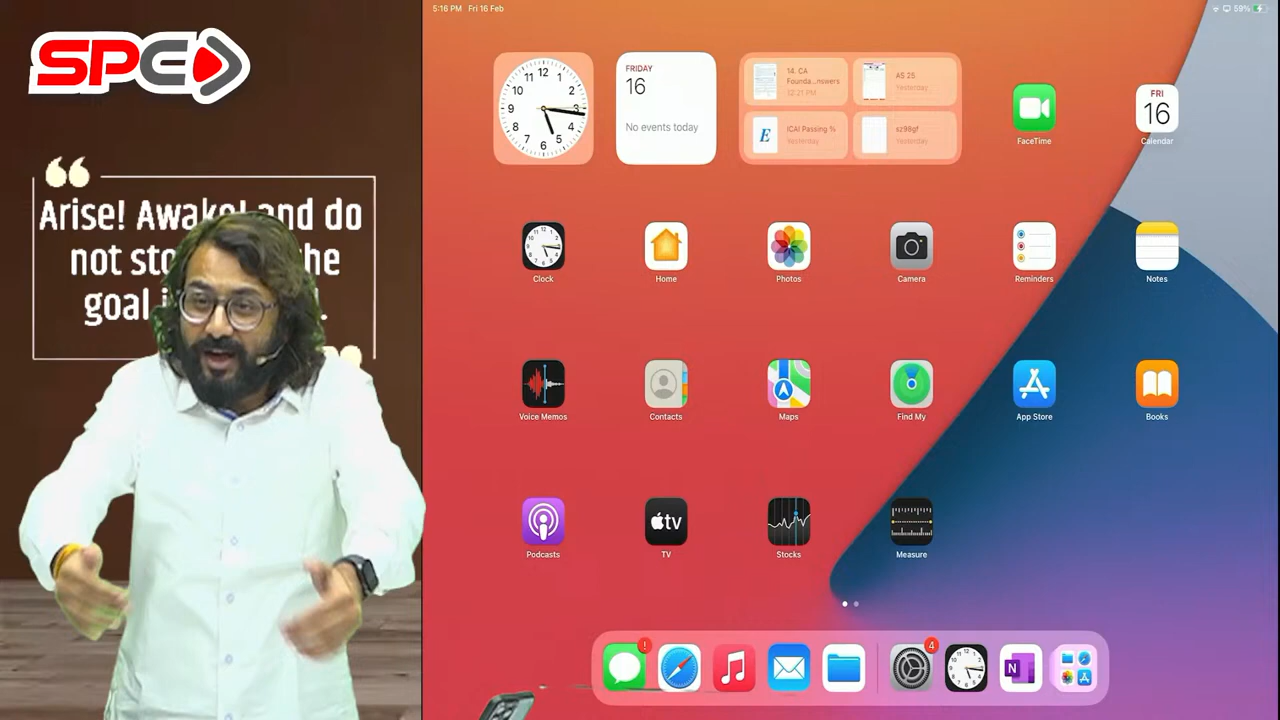 5:16 PM Fri 16 Feb
59%
SPE
Arise! Awake! and do
not the
goal
FRIDAY
16
No events today
14. CA
Founda...nswers
12:21 PM
AS 25
Yesterday
E
ICAI Passing %
Yesterday
xz98gf
Yesterday
FaceTime
FRI
16
Calendar
Clock
Home
Photos
Camera
Reminders
Notes
Voice Memos
Contacts
Maps
Find My
App Store
Books
tv
Podcasts
TV
Stocks
Measure
!
4
N